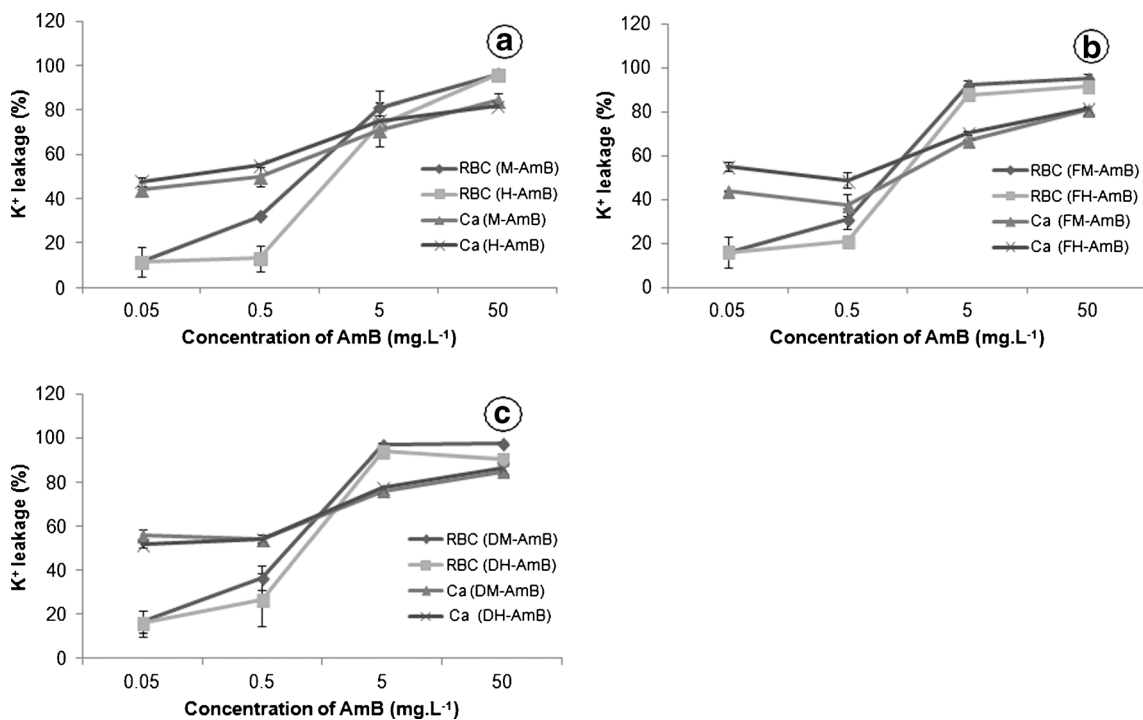 a
120
100
80
60
40
20
0
K+ leakage (%)
RBC (M-AmB)
RBC (H-AmB)
Ca (M-AmB)
Ca (H-AmB)
0.05 0.5 5 50
Concentration of AmB (mg.L-1)
b
120
100
80
60
40
20
0
K+ leakage (%)
RBC (FM-AmB)
RBC (FH-AmB)
Ca (FM-AmB)
Ca (FH-AmB)
0.05 0.5 5 50
Concentration of AmB (mg.L-1)
c
120
100
80
60
40
20
0
K+ leakage (%)
RBC (DM-AmB)
RBC (DH-AmB)
Ca (DM-AmB)
Ca (DH-AmB)
0.05 0.5 5 50
Concentration of AmB (mg.L-1)